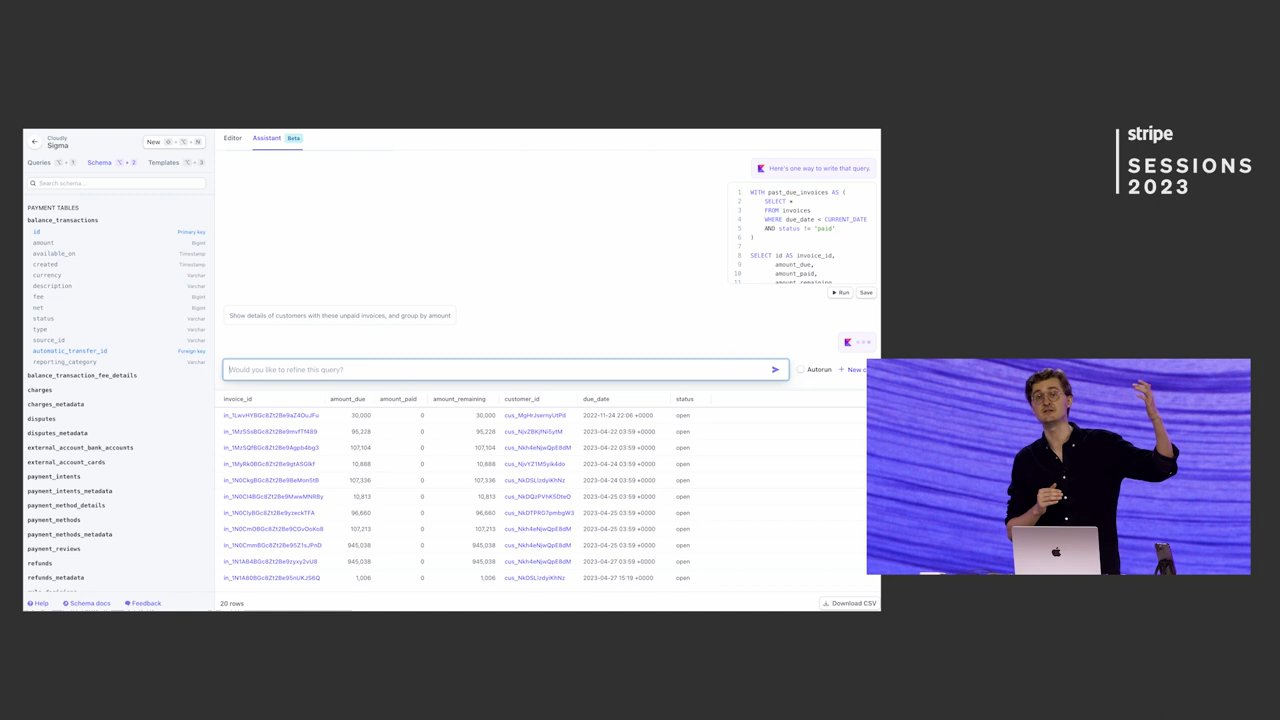 Cloudly
Sigma
New
Queries
Schema
Templates
Search schema...
PAYMENT TABLES
balance_transactions
id Primary key
amount Bigint
available_on Timestamp
created Timestamp
currency Varchar
description Varchar
fee Bigint
net Bigint
status Varchar
type Varchar
source_id Varchar
automatic_transfer_id Foreign key
reporting_category Varchar
balance_transaction_fee_details
charges
charges_metadata
disputes
disputes_metadata
external_account_bank_accounts
external_account_cards
payment_intents
payment_intents_metadata
payment_method_details
payment_methods
payment_methods_metadata
payment_reviews
refunds
refunds_metadata
Help Schema docs Feedback
Editor Assistant Beta
Here's one way to write that query.
1 WITH past_due_invoices AS (
2 SELECT *
3 FROM invoices
4 WHERE due_date < CURRENT_DATE
5 AND status != 'paid'
6 )
7
8 SELECT id AS invoice_id,
9 amount_due,
10 amount_paid,
11 amount_remaining
Run Save
Show details of customers with these unpaid invoices, and group by amount
Would you like to refine this query?
Autorun + New c
invoice_id amount_due amount_paid amount_remaining customer_id due_date status
30,000 0 30,000 cus_MgHrJsernyUtPd 2022-11-24 22:06 +0000 open
95,228 0 95,228 2023-04-22 03:59 +0000 open
107,104 0 107,104 cus_Nkh4eNjwQpE8dM 2023-04-22 03:59 +0000 open
10,888 0 10,888 cus_NjvYZ1M5yik4do 2023-04-24 03:59 +0000 open
107,336 0 107,336 2023-04-24 03:59 +0000 open
10,813 0 10,813 2023-04-25 03:59 +0000 open
96,660 0 96,660 cus_NkDTPRG7pmbgW3 2023-04-25 03:59 +0000 open
107,213 0 107,213 cus_Nkh4eNjwQpE8dM 2023-04-25 03:59 +0000 open
945,038 0 945,038 cus_Nkh4eNjwQpE8dM 2023-04-25 03:59 +0000 open
945,038 0 945,038 cus_Nkh4eNjwQpE8dM 2023-04-27 03:59 +0000 open
1,006 0 1,006 2023-04-27 15:19 +0000 open
20 rows
Download CSV
stripe
SESSIONS
2023